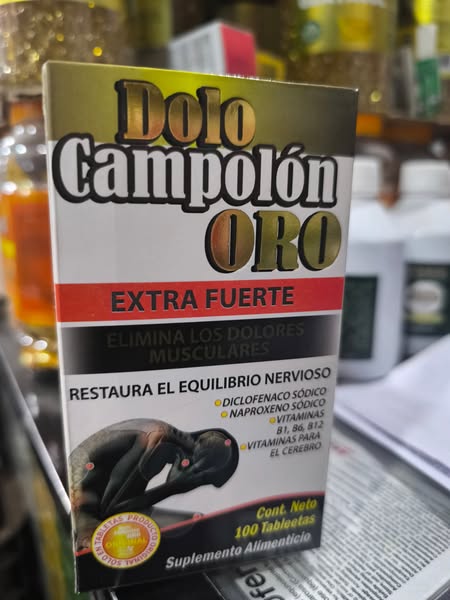 Dolo
Campolón
ORO
EXTRA FUERTE
ELIMINA LOS DOLORES
MUSCULARES
RESTAURA EL EQUILIBRIO NERVIOSO
DICLOFENACO SÓDICO
NAPROXENO SÓDICO
VITAMINAS
B1, B6, B12
VITAMINAS PARA
EL CEREBRO
Cont. Neto
100 Tableetas
Suplemento Alimenticio